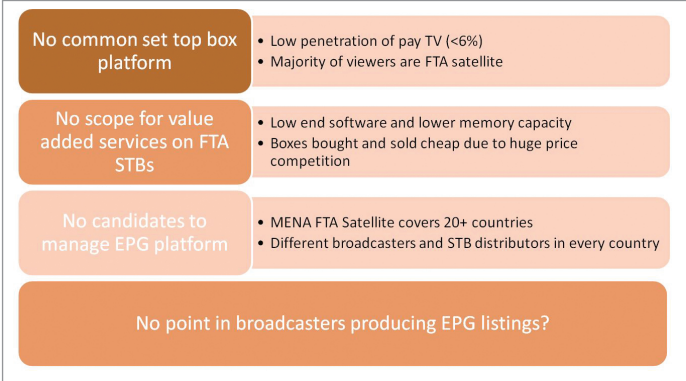 No common set top box
platform
• Low penetration of pay TV (<6%)
• Majority of viewers are FTA satellite
No scope for value
added services on FTA
STBs
• Low end software and lower memory capacity
• Boxes bought and sold cheap due to huge price
competition
No candidates to
manage EPG platform
• MENA FTA Satellite covers 20+ countries
• Different broadcasters and STB distributors in every country
No point in broadcasters producing EPG listings?